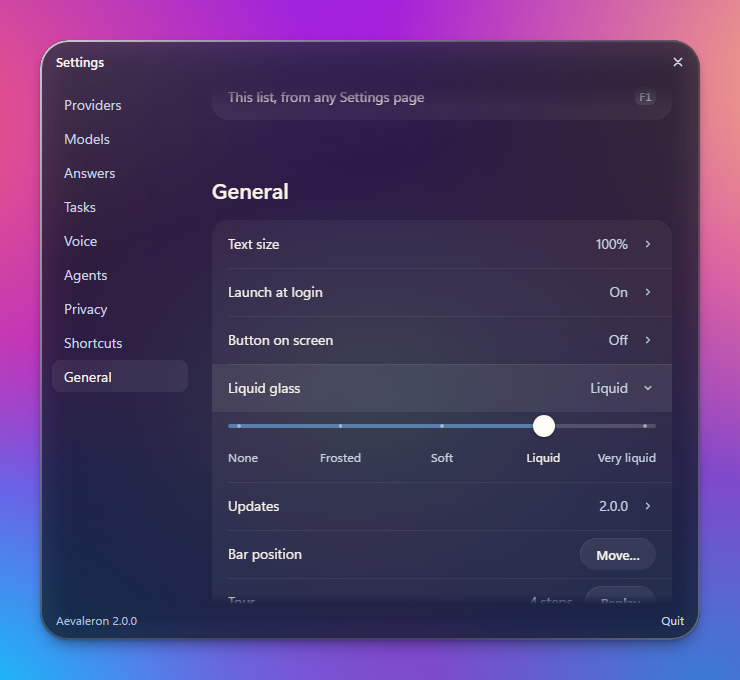 Settings
Providers
Models
Answers
Tasks
Voice
Agents
Privacy
Shortcuts
General
This list, from any Settings page F1
General
Text size 100%
Launch at login On
Button on screen Off
Liquid glass Liquid
None Frosted Soft Liquid Very liquid
Updates 2.0.0
Bar position Move...
Tour 4 steps Replay
Aevaleron 2.0.0 Quit